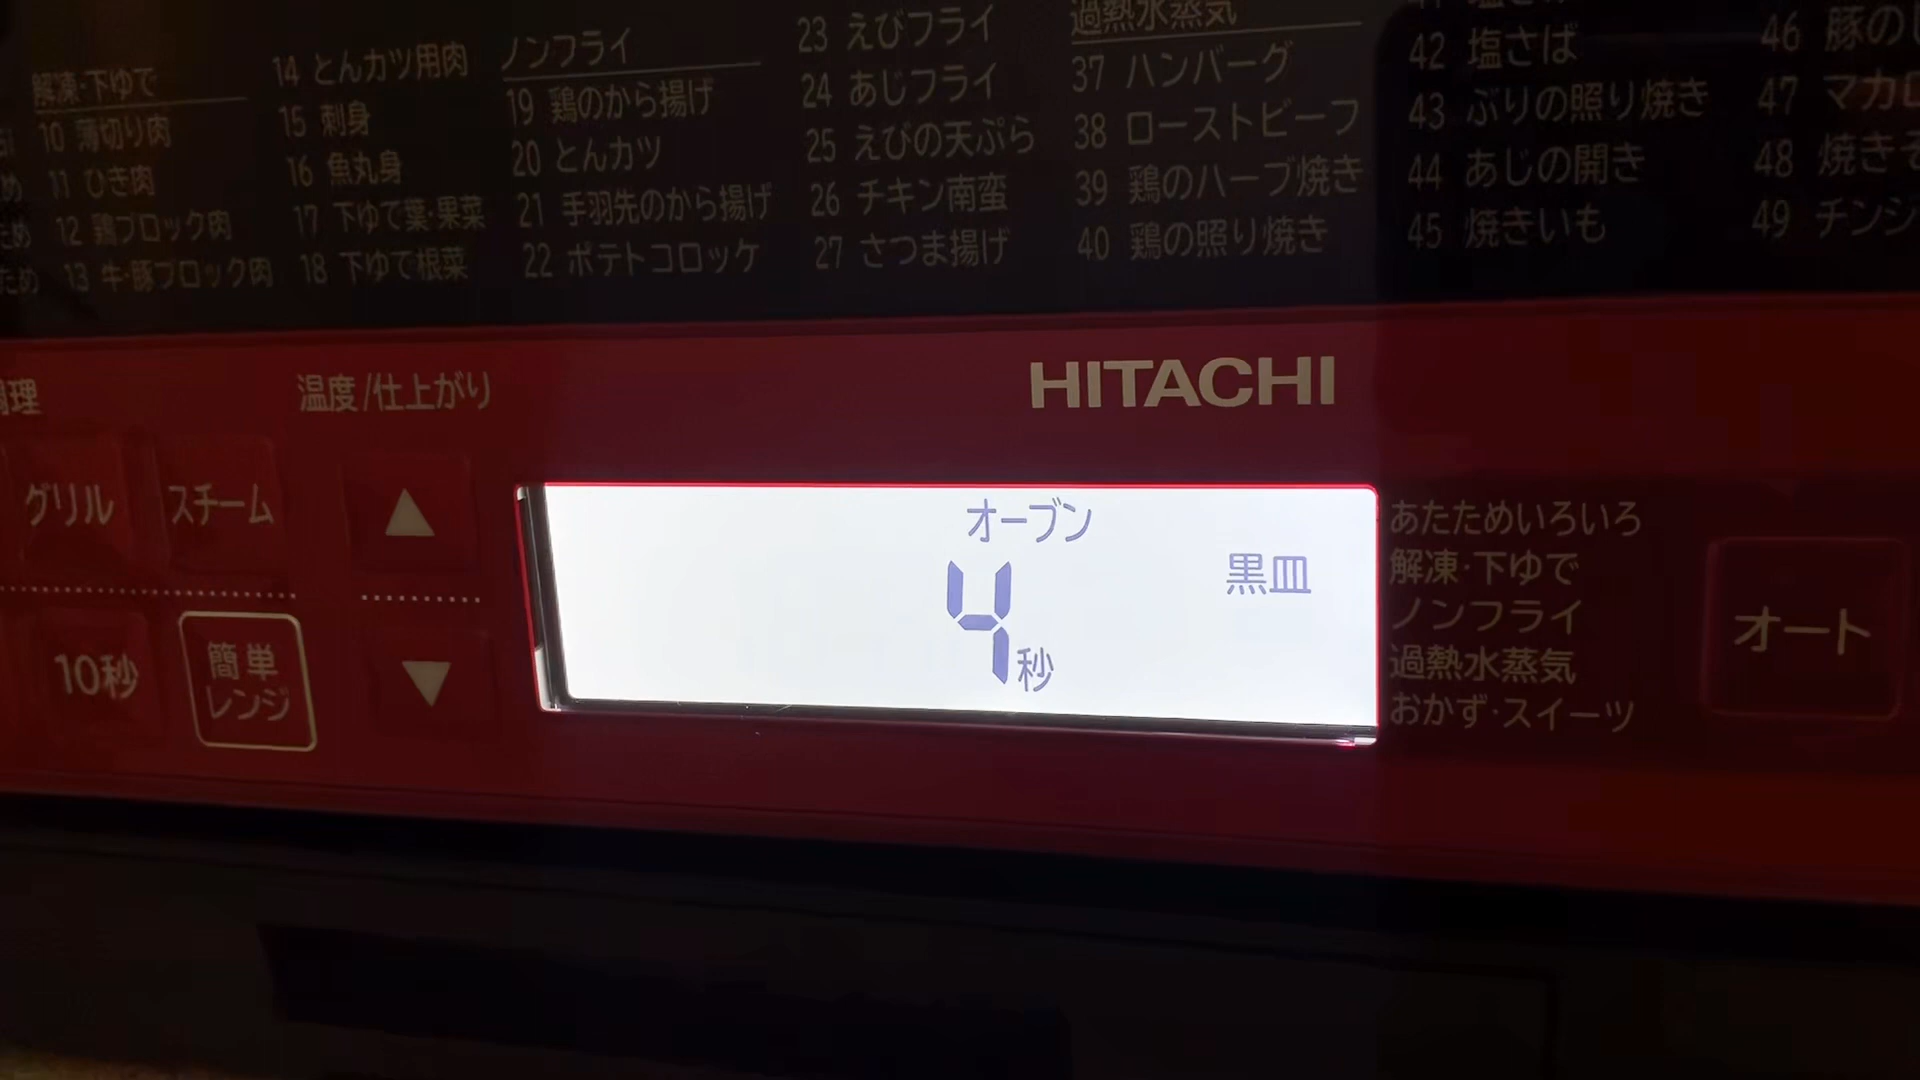 解凍・下ゆで
10 薄切り肉
11 ひき肉
12 鶏ブロック肉
13 牛・豚ブロック肉
14 とんカツ用肉
15 刺身
16 魚丸身
17 下ゆで葉・果菜
18 下ゆで根菜
ノンフライ
19 鶏のから揚げ
20 とんカツ
21 手羽先のから揚げ
22 ポテトコロッケ
23 えびフライ
24 あじフライ
25 えびの天ぷら
26 チキン南蛮
27 さつま揚げ
過熱水蒸気
37 ハンバーグ
38 ローストビーフ
39 鶏のハーブ焼き
40 鶏の照り焼き
42 塩さば
43 ぶりの照り焼き
44 あじの開き
45 焼きいも
46 豚の
47 マカロ
48 焼きそ
49 チンジ
理
温度/仕上がり
HITACHI
グリル
スチーム
10秒
簡単
レンジ
オーブン
4秒
黒皿
あたためいろいろ
解凍・下ゆで
ノンフライ
過熱水蒸気
おかず・スイーツ
オート